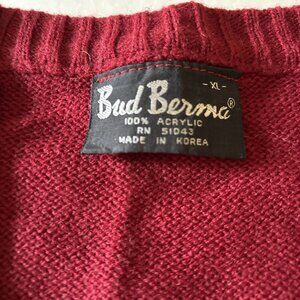 - XL -
Bud Berma®
100% ACRYLIC
RN 51043
MADE IN KOREA